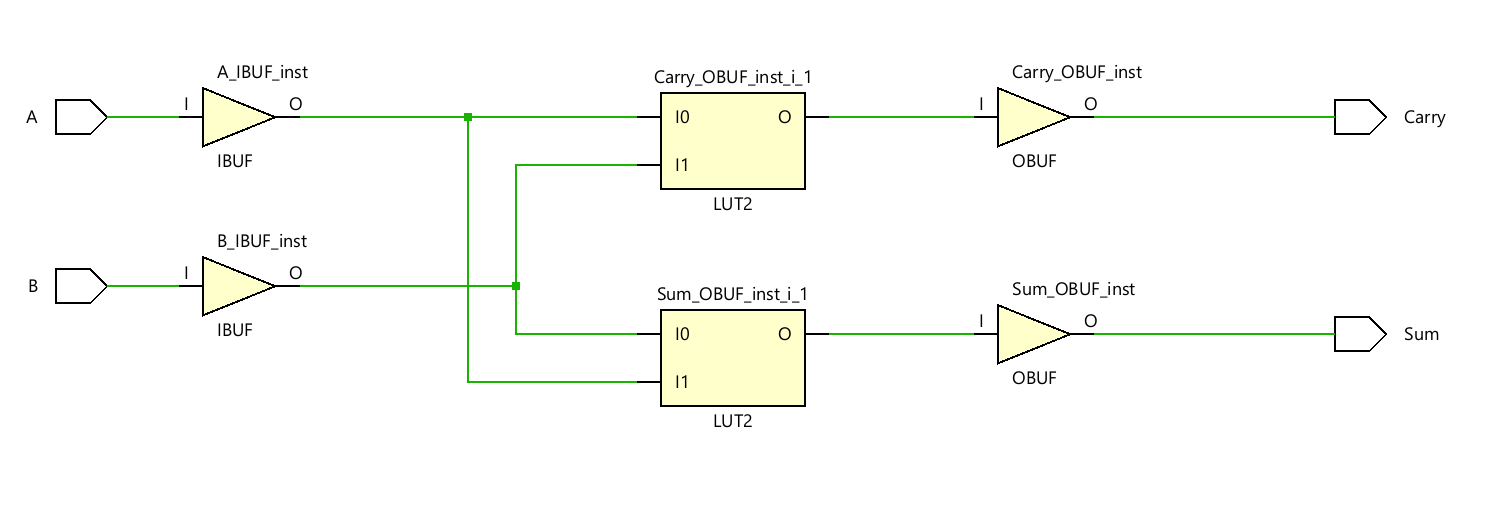 A_IBUF_inst
Carry_OBUF_inst_i_1
Carry_OBUF_inst
A
I
O
IBUF
I0
O
I1
LUT2
I
O
OBUF
Carry
B_IBUF_inst
B
I
O
IBUF
Sum_OBUF_inst_i_1
I0
O
I1
LUT2
Sum_OBUF_inst
I
O
OBUF
Sum